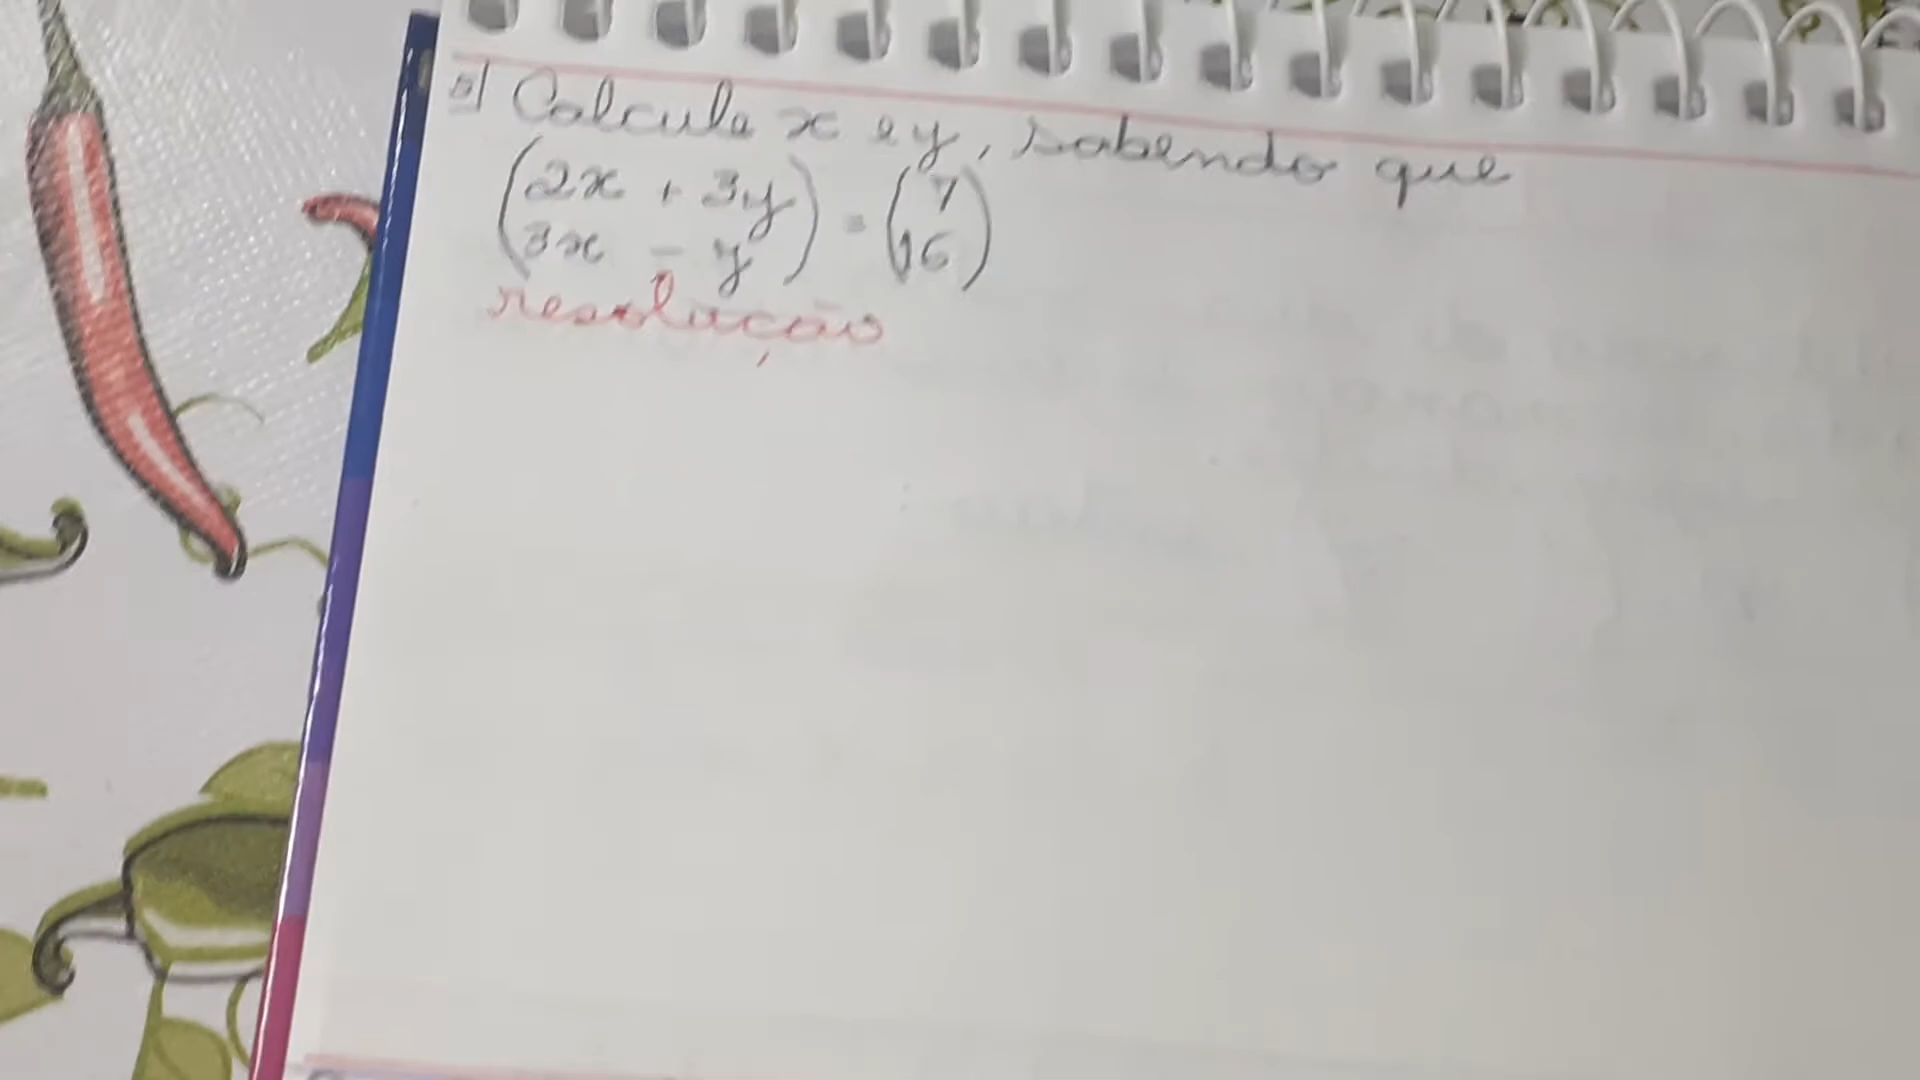 5) Calcule x e y, sabendo que
(2x + 3y) = (7)
(3x - y) (16)
resolução